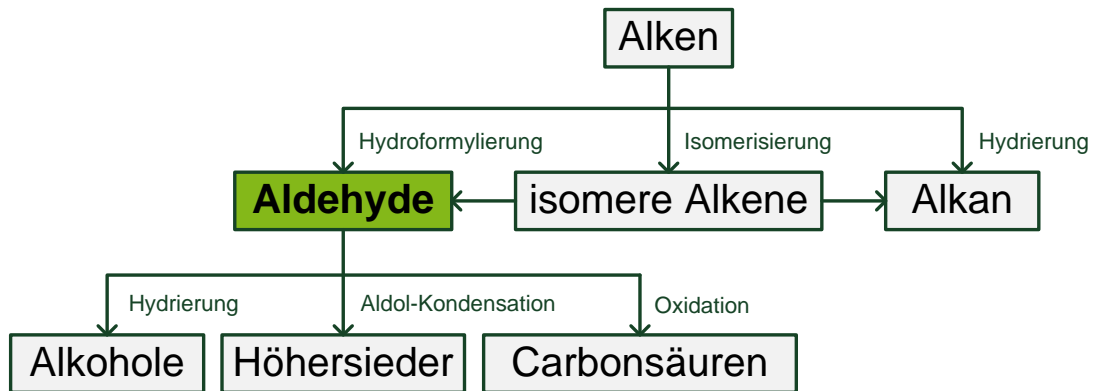 Alken
Hydroformylierung
Isomerisierung
Hydrierung
Aldehyde
isomere Alkene
Alkan
Hydrierung
Aldol-Kondensation
Oxidation
Alkohole
Höhersieder
Carbonsäuren